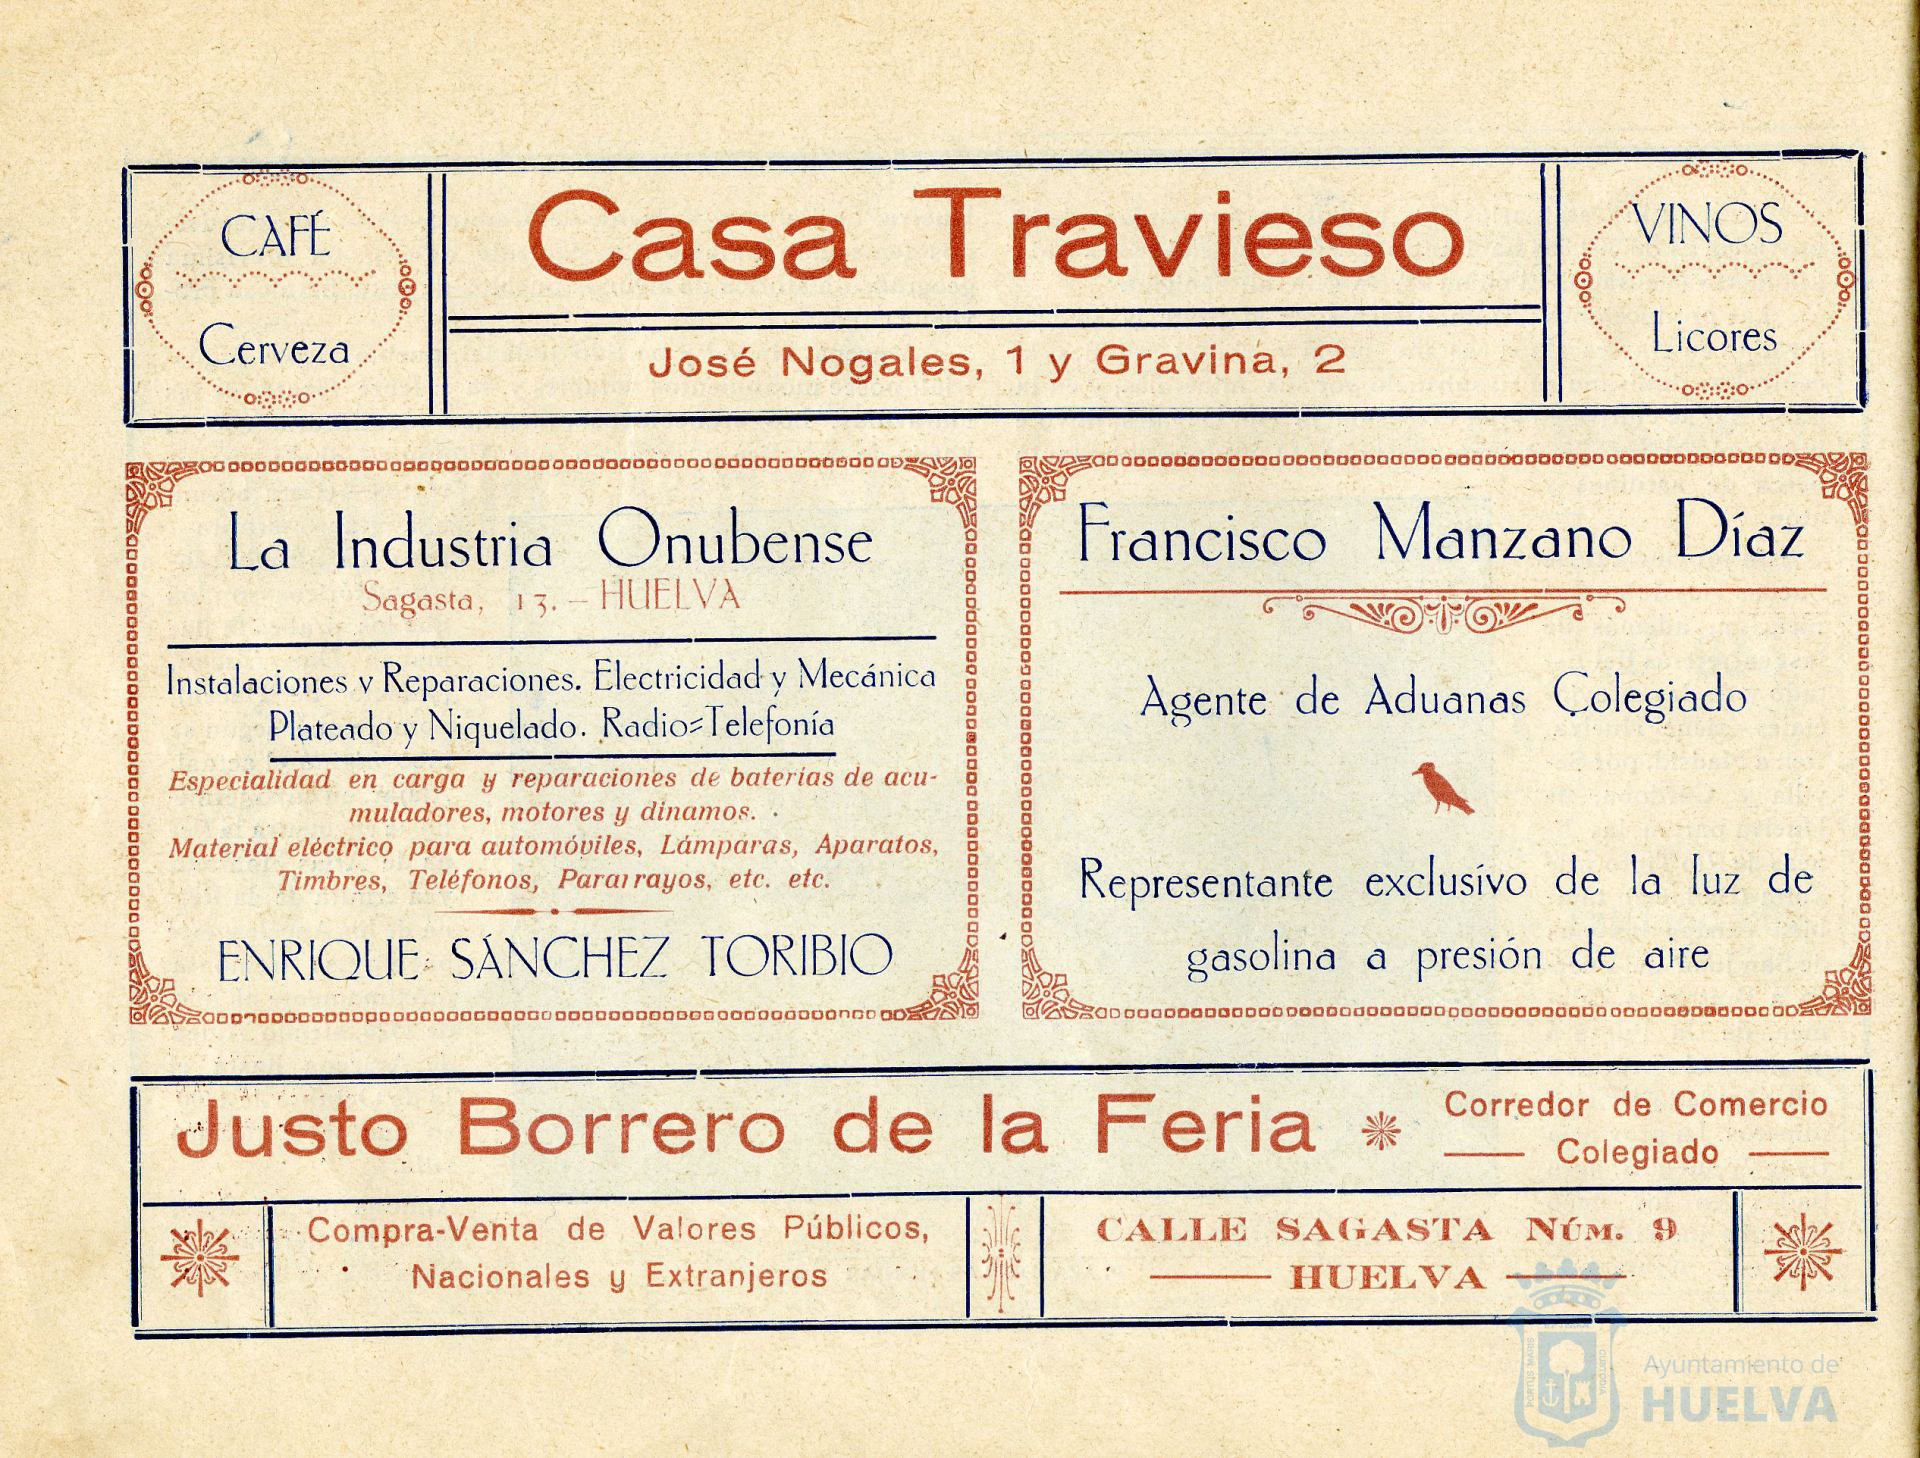 CAFÉ
Cerveza
Casa Travieso
José Nogales, 1 y Gravina, 2
VINOS
Licores
La Industria Onubense
Sagasta, 13. – HUELVA
Instalaciones y Reparaciones. Electricidad y Mecánica
Plateado y Niquelado. Radio=Telefonía
Especialidad en carga y reparaciones de baterías de acu-
muladores, motores y dinamos.
Material eléctrico para automóviles, Lámparas, Aparatos,
Timbres, Teléfonos, Pararrayos, etc. etc.
ENRIQUE SÁNCHEZ TORIBIO
Francisco Manzano Díaz
Agente de Aduanas Colegiado
Representante exclusivo de la luz de
gasolina a presión de aire
Justo Borrero de la Feria
Corredor de Comercio
Colegiado
Compra-Venta de Valores Públicos,
Nacionales y Extranjeros
CALLE SAGASTA NÚM. 9
HUELVA
PORTUS MARIS
CUSTODIA
Ayuntamiento de
HUELVA